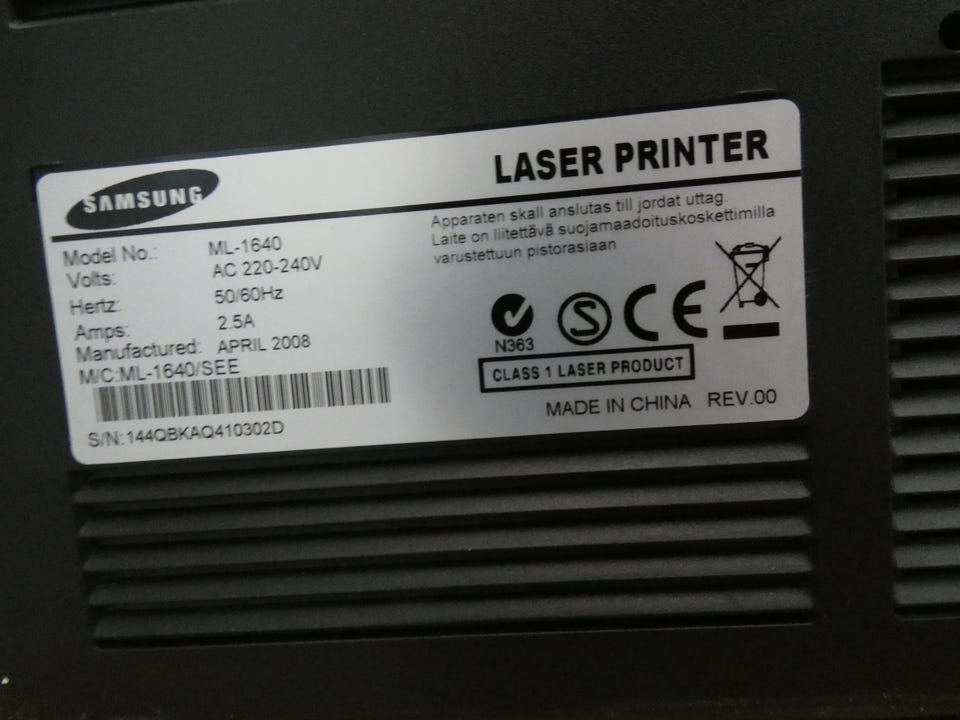 SAMSUNG
LASER PRINTER
Model No.: ML-1640
Volts: AC 220-240V
Hertz: 50/60Hz
Amps: 2.5A
Manufactured: APRIL 2008
M/C:ML-1640/SEE
S/N:144QBKAQ410302D
Apparaten skall anslutas till jordat uttag.
Laite on liitettävä suojamaadoituskoskettimilla
varustettuun pistorasiaan
N363
S
CE
CLASS 1 LASER PRODUCT
MADE IN CHINA REV.00